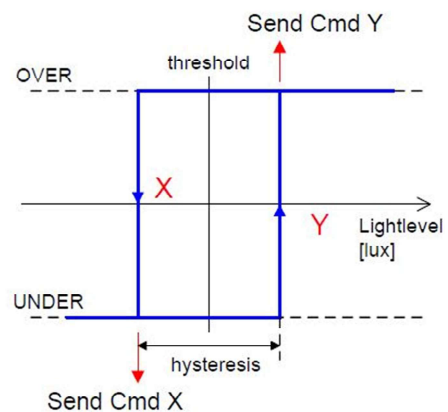 Send Cmd Y
OVER
threshold
X
Y
Lightlevel
[lux]
UNDER
hysteresis
Send Cmd X